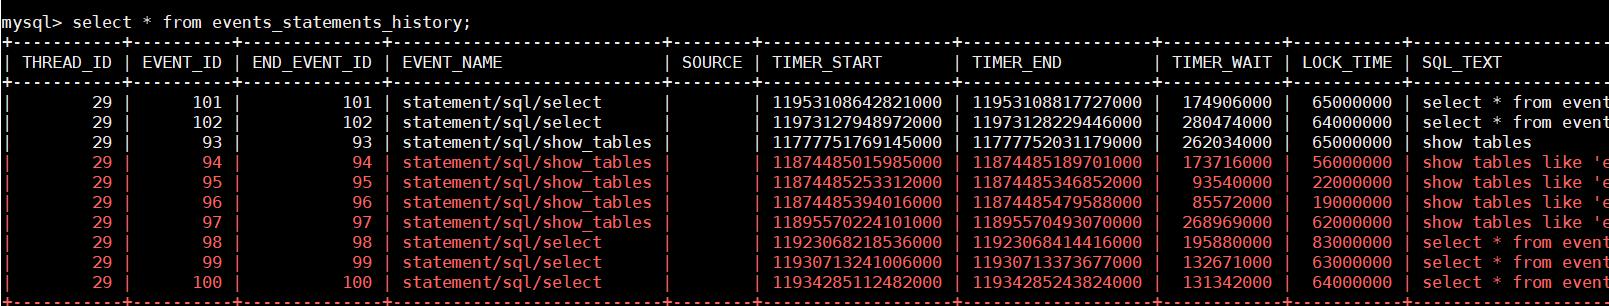 mysql> select * from events_statements_history;
+-----------+----------+--------------+---------------------------+--------+-------------------+-------------------+------------+-----------+--------------------
| THREAD_ID | EVENT_ID | END_EVENT_ID | EVENT_NAME                | SOURCE | TIMER_START       | TIMER_END         | TIMER_WAIT | LOCK_TIME | SQL_TEXT
+-----------+----------+--------------+---------------------------+--------+-------------------+-------------------+------------+-----------+--------------------
|        29 |      101 |          101 | statement/sql/select      |        | 11953108642821000 | 11953108817727000 |  174906000 |  65000000 | select * from event
|        29 |      102 |          102 | statement/sql/select      |        | 11973127948972000 | 11973128229446000 |  280474000 |  64000000 | select * from event
|        29 |       93 |           93 | statement/sql/show_tables |        | 11777751769145000 | 11777752031179000 |  262034000 |  65000000 | show tables
|        29 |       94 |           94 | statement/sql/show_tables |        | 11874485015985000 | 11874485189701000 |  173716000 |  56000000 | show tables like 'e
|        29 |       95 |           95 | statement/sql/show_tables |        | 11874485253312000 | 11874485346852000 |   93540000 |  22000000 | show tables like 'e
|        29 |       96 |           96 | statement/sql/show_tables |        | 11874485394016000 | 11874485479588000 |   85572000 |  19000000 | show tables like 'e
|        29 |       97 |           97 | statement/sql/show_tables |        | 11895570224101000 | 11895570493070000 |  268969000 |  62000000 | show tables like 'e
|        29 |       98 |           98 | statement/sql/select      |        | 11923068218536000 | 11923068414416000 |  195880000 |  83000000 | select * from event
|        29 |       99 |           99 | statement/sql/select      |        | 11930713241006000 | 11930713373677000 |  132671000 |  63000000 | select * from event
|        29 |      100 |          100 | statement/sql/select      |        | 11934285112482000 | 11934285243824000 |  131342000 |  64000000 | select * from event
+-----------+----------+--------------+---------------------------+--------+-------------------+-------------------+------------+-----------+--------------------